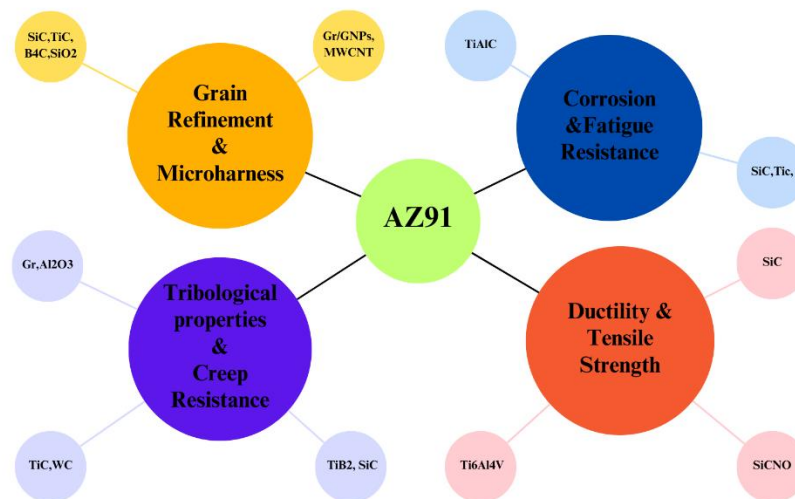 SiC,TiC,
B4C,SiO2
Gr/GNPs,
MWCNT
Grain
Refinement
&
Microharness
TiAlC
Corrosion
&Fatigue
Resistance
SiC,Tic,
AZ91
Gr,Al2O3
Tribological
properties
&
Creep
Resistance
TiC,WC
TiB2, SiC
SiC
Ductility &
Tensile
Strength
Ti6Al4V
SiCNO